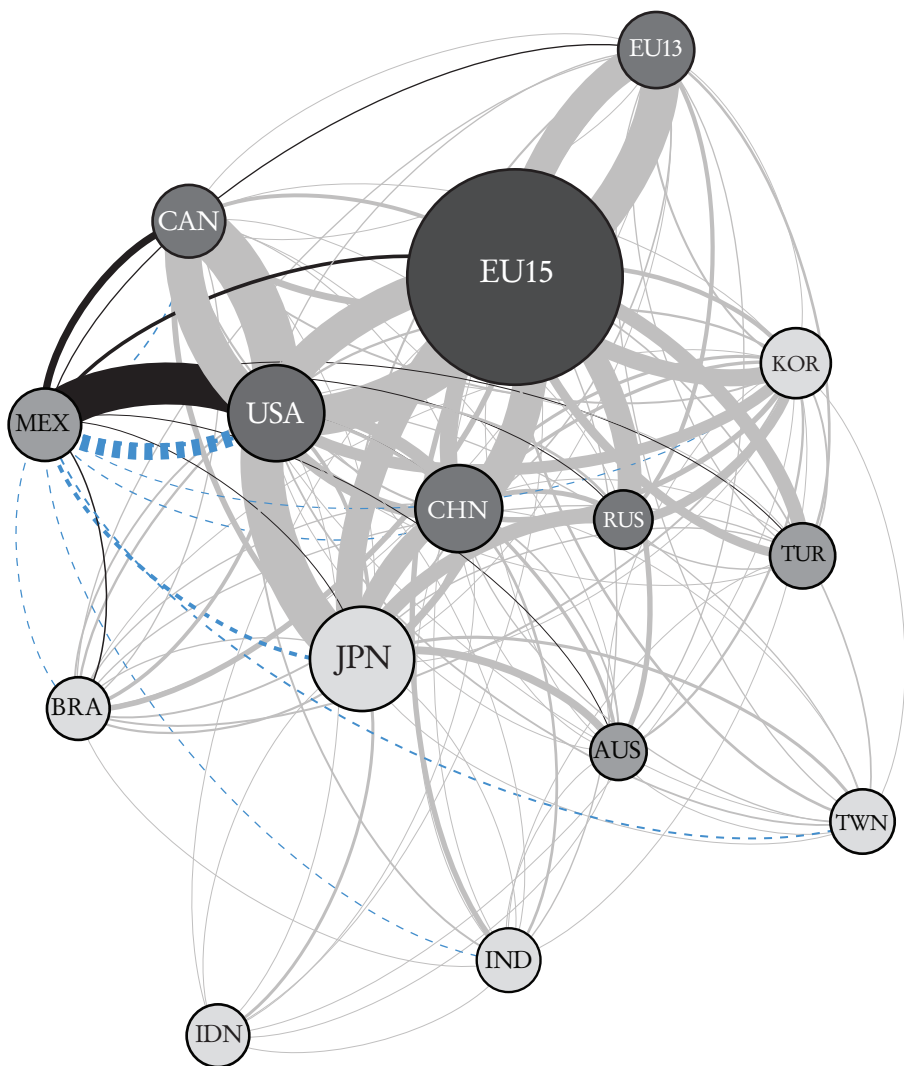 EU13
CAN
EU15
KOR
MEX
USA
CHN
RUS
TUR
JPN
BRA
AUS
TWN
IND
IDN